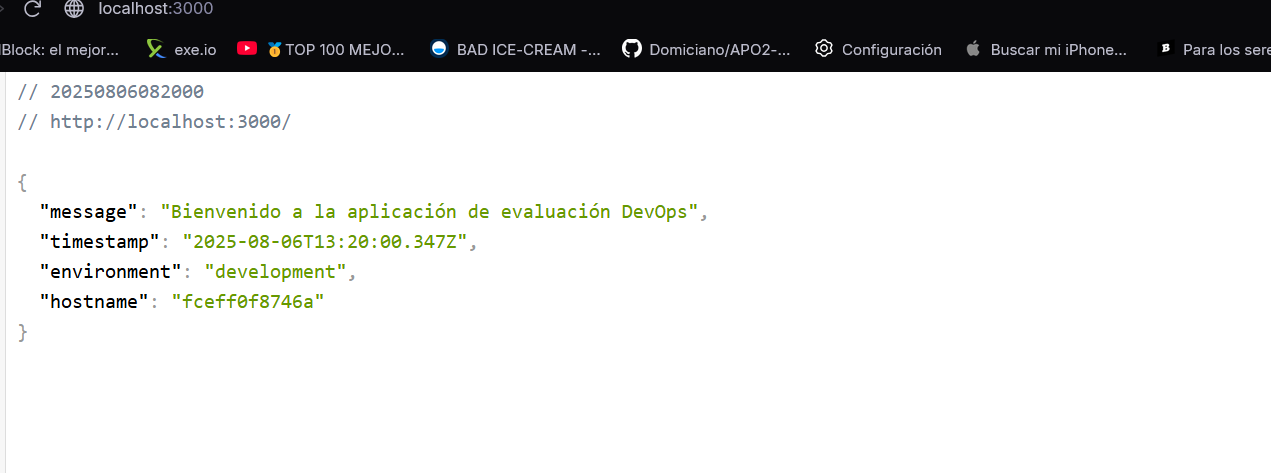 localhost:3000
lBlock: el mejor... exe.io 🥇TOP 100 MEJO... BAD ICE-CREAM -... Domiciano/APO2-... Configuración Buscar mi iPhone... Para los sere
// 20250806082000
// http://localhost:3000/
{
"message": "Bienvenido a la aplicación de evaluación DevOps",
"timestamp": "2025-08-06T13:20:00.347Z",
"environment": "development",
"hostname": "fceff0f8746a"
}